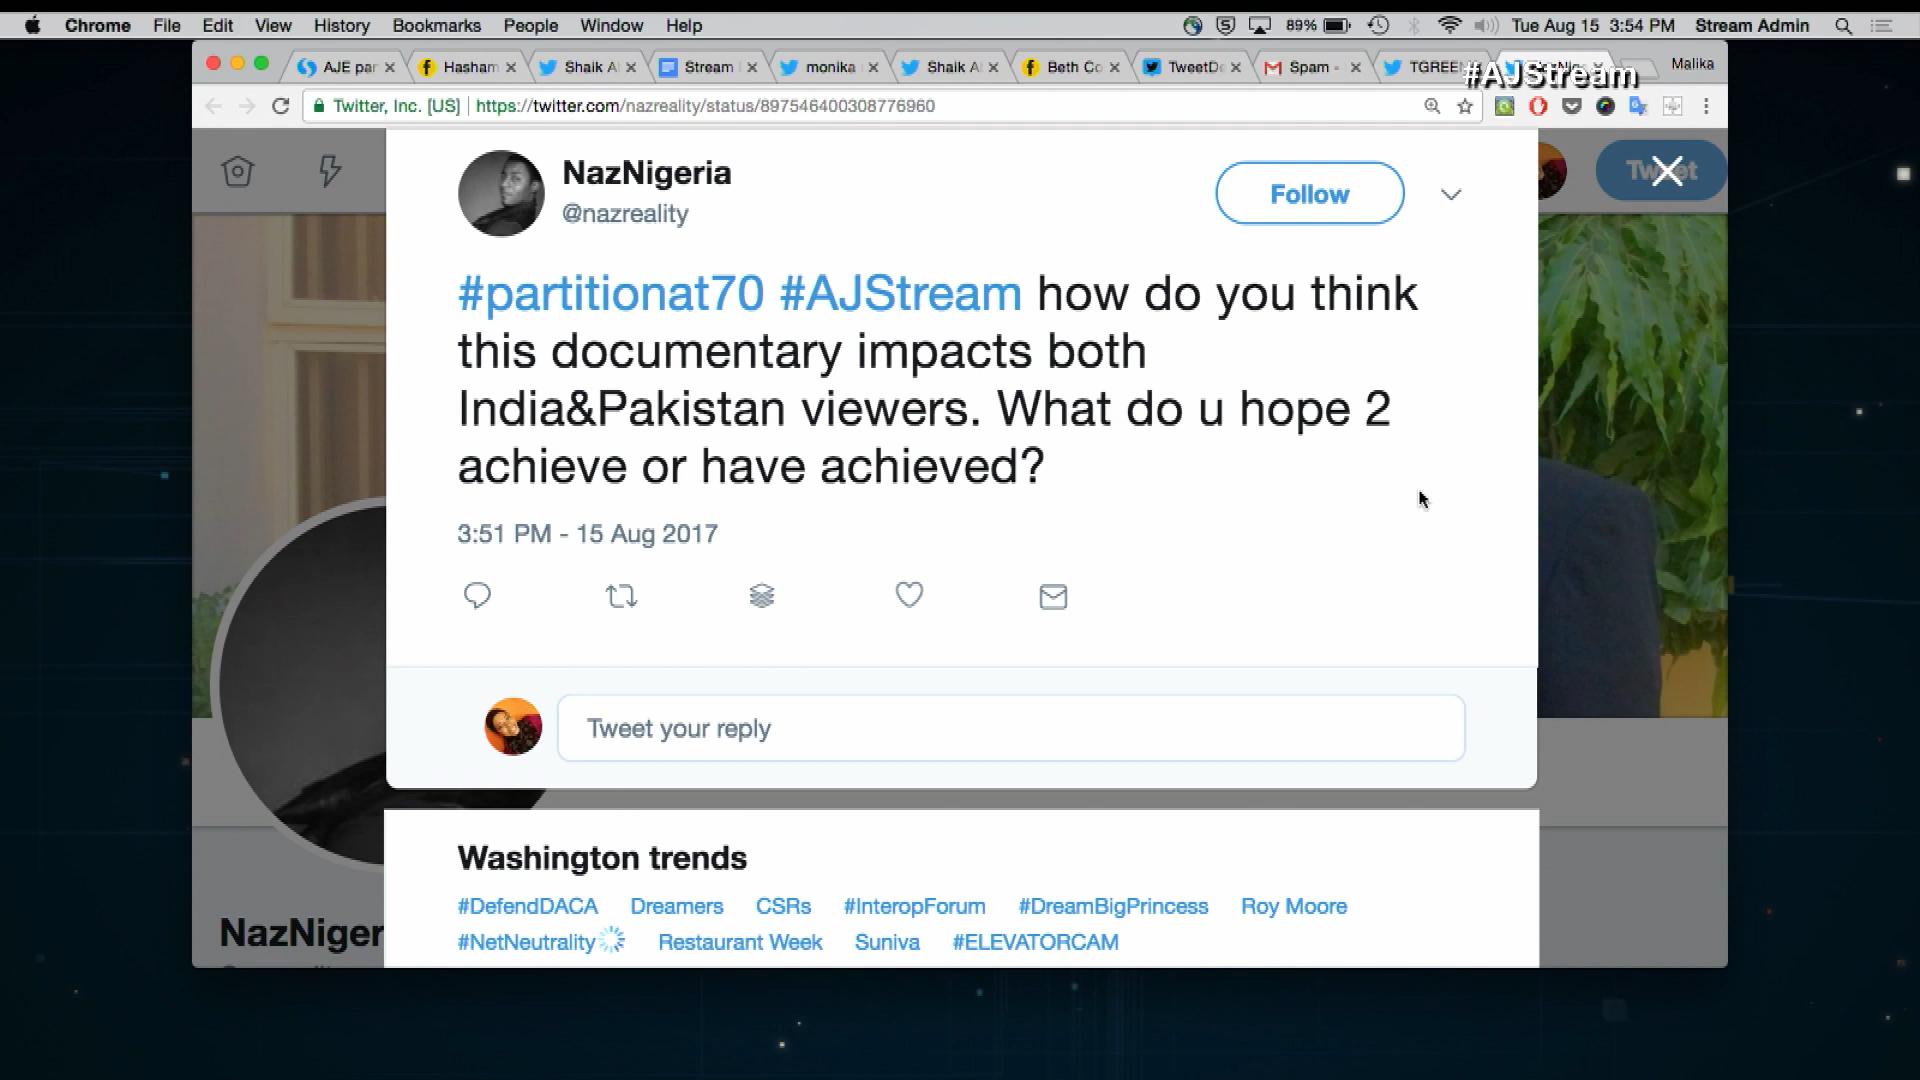 Chrome File Edit View History Bookmarks People Window Help 89% Tue Aug 15 3:54 PM Stream Admin
AJE par Hasham Shaik A Stream monika Shaik A Beth Co TweetDe Spam - TGREE Malika
#AJStream
Twitter, Inc. [US] https://twitter.com/nazreality/status/897546400308776960
NazNigeria
@nazreality
Follow
Tweet
#partitionat70 #AJStream how do you think
this documentary impacts both
India&Pakistan viewers. What do u hope 2
achieve or have achieved?
3:51 PM - 15 Aug 2017
Tweet your reply
Washington trends
#DefendDACA Dreamers CSRs #InteropForum #DreamBigPrincess Roy Moore
#NetNeutrality Restaurant Week Suniva #ELEVATORCAM
NazNiger